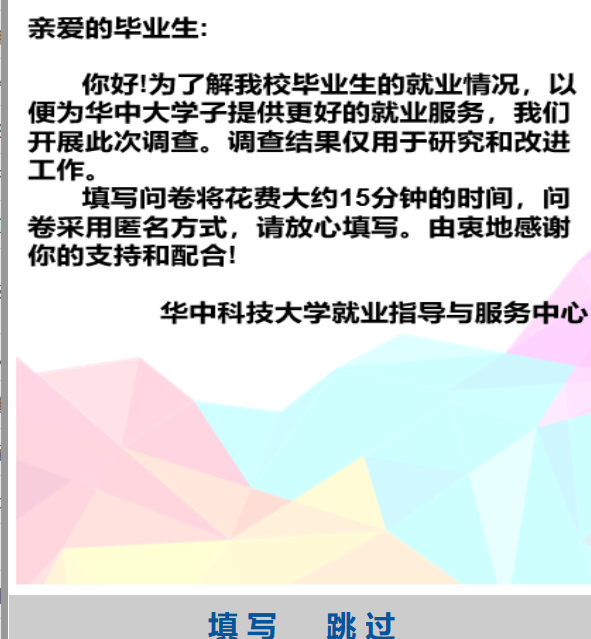 亲爱的毕业生:
你好!为了解我校毕业生的就业情况，以
便为华中大学子提供更好的就业服务，我们
开展此次调查。调查结果仅用于研究和改进
工作。
填写问卷将花费大约15分钟的时间，问
卷采用匿名方式，请放心填写。由衷地感谢
你的支持和配合!
华中科技大学就业指导与服务中心
填写 跳过